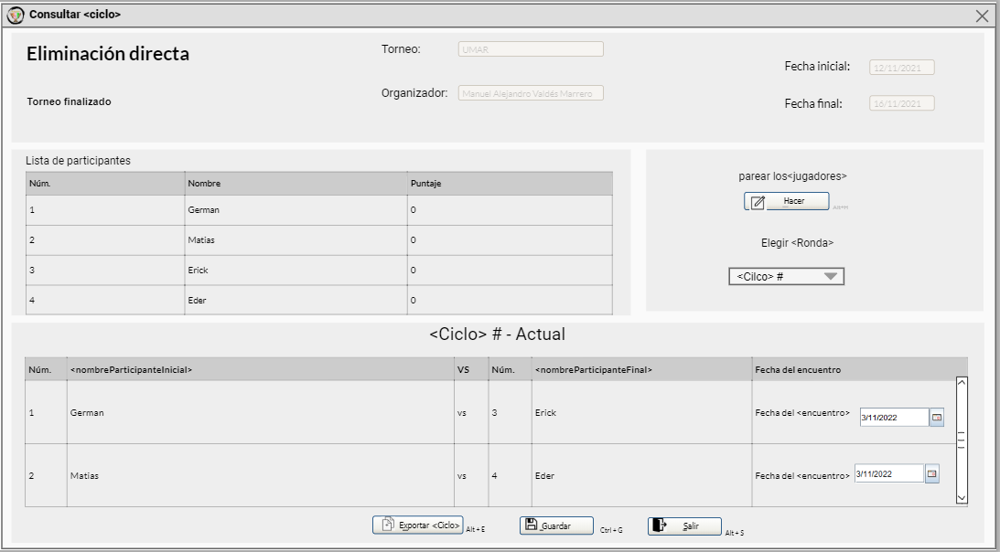 Consultar <ciclo>
Eliminación directa
Torneo: UMAR
Fecha inicial: 12/11/2021
Organizador: Manuel Alejandro Valdés Marrero
Torneo finalizado
Fecha final: 16/11/2021
Lista de participantes
Núm. Nombre Puntaje
1 German 0
2 Matias 0
3 Erick 0
4 Eder 0
parear los<jugadores>
Hacer Alt+H
Elegir <Ronda>
<Cilco> #
<Ciclo> # - Actual
Núm. <nombreParticipanteInicial> VS Núm. <nombreParticipanteFinal> Fecha del encuentro
1 German vs 3 Erick Fecha del <encuentro> 3/11/2022
2 Matias vs 4 Eder Fecha del <encuentro> 3/11/2022
Exportar <Ciclo> Alt + E Guardar Ctrl + G Salir Alt + S